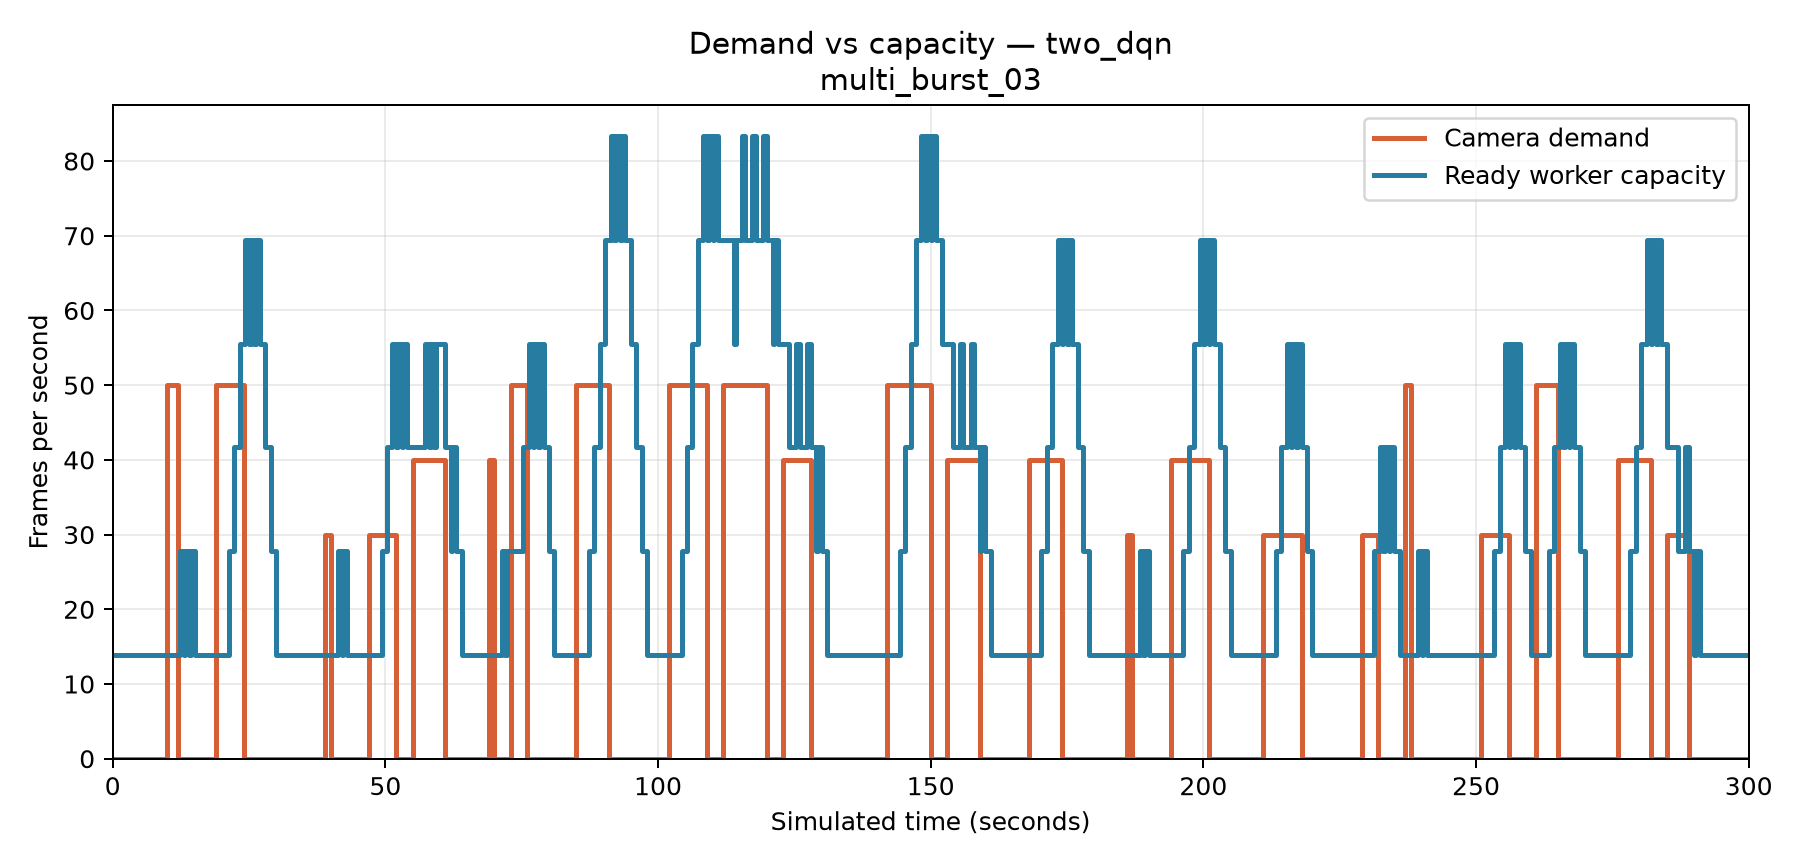 Demand vs capacity — two_dqn
multi_burst_03
Camera demand
Ready worker capacity
Frames per second
80
70
60
50
40
30
20
10
0
0 50 100 150 200 250 300
Simulated time (seconds)